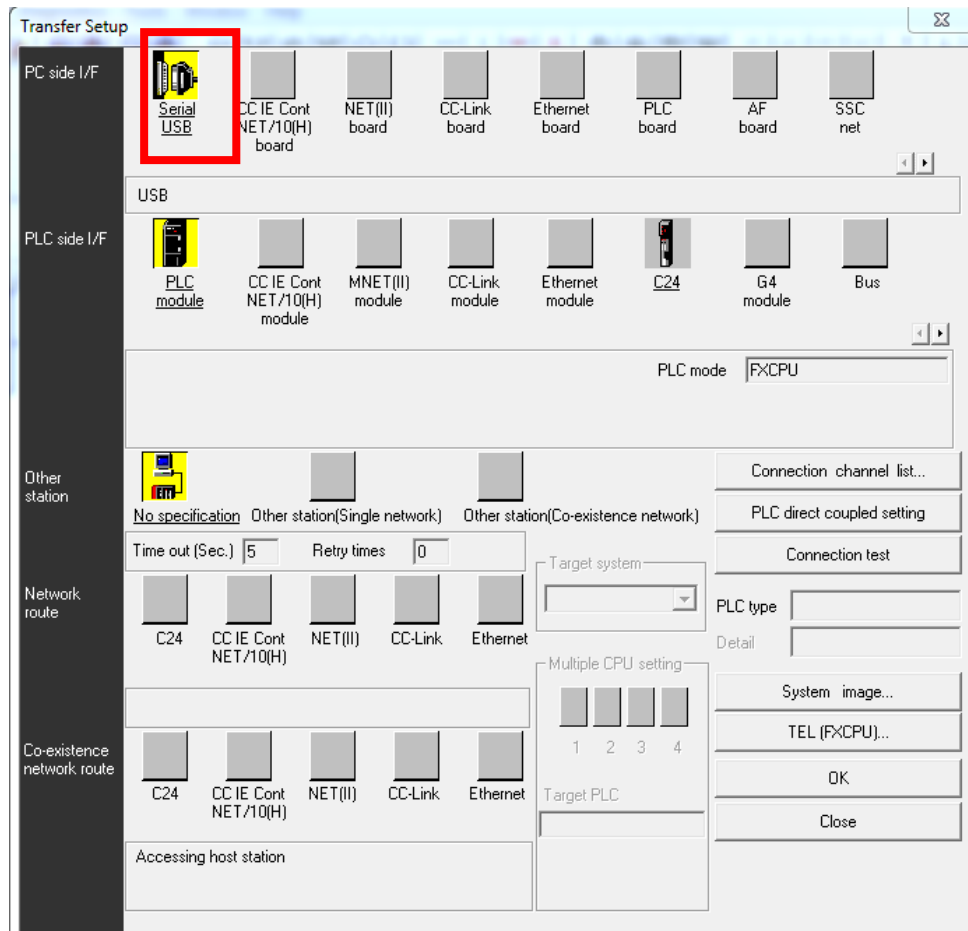 Transfer Setup
PC side I/F
Serial
USB
CC IE Cont
NET/10(H)
board
NET(II)
board
CC-Link
board
Ethernet
board
PLC
board
AF
board
SSC
net
USB
PLC side I/F
PLC
module
CC IE Cont
NET/10(H)
module
MNET(II)
module
CC-Link
module
Ethernet
module
C24
G4
module
Bus
PLC mode FXCPU
Other
station
No specification
Other station(Single network)
Other station(Co-existence network)
Connection channel list...
PLC direct coupled setting
Time out (Sec.) 5 Retry times 0
Connection test
Target system
Network
route
C24
CC IE Cont
NET/10(H)
NET(II)
CC-Link
Ethernet
PLC type
Detail
Multiple CPU setting
1 2 3 4
System image...
TEL (FXCPU)...
Co-existence
network route
C24
CC IE Cont
NET/10(H)
NET(II)
CC-Link
Ethernet
Target PLC
OK
Close
Accessing host station